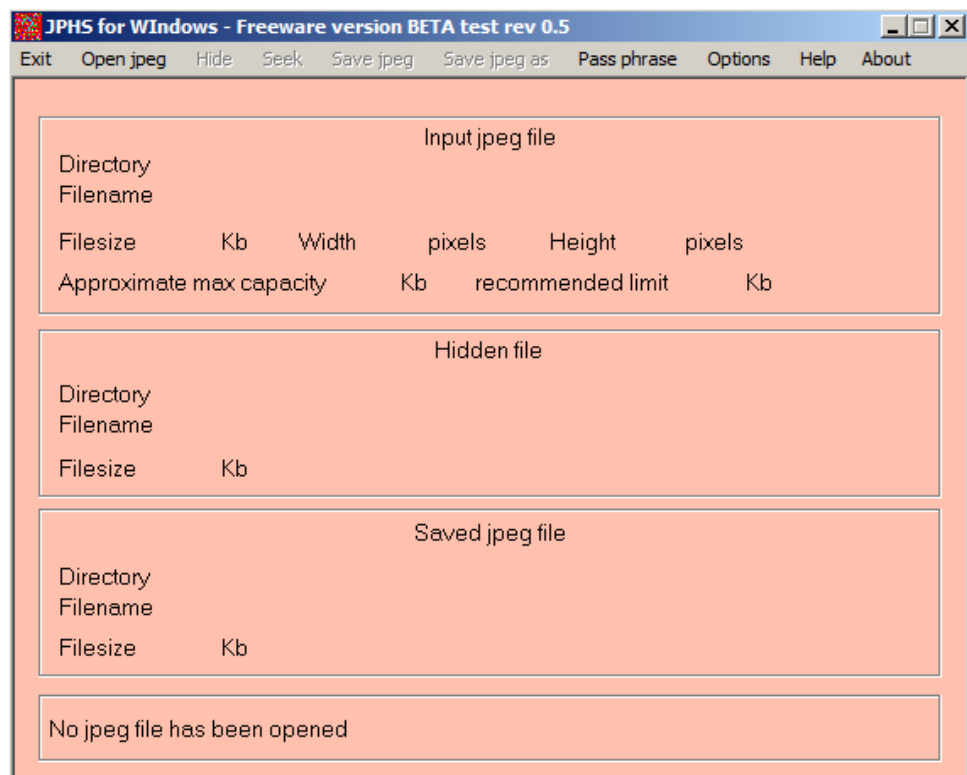 JPHS for WIndows - Freeware version BETA test rev 0.5
Exit Open jpeg Hide Seek Save jpeg Save jpeg as Pass phrase Options Help About
Input jpeg file
Directory
Filename
Filesize Kb Width pixels Height pixels
Approximate max capacity Kb recommended limit Kb
Hidden file
Directory
Filename
Filesize Kb
Saved jpeg file
Directory
Filename
Filesize Kb
No jpeg file has been opened